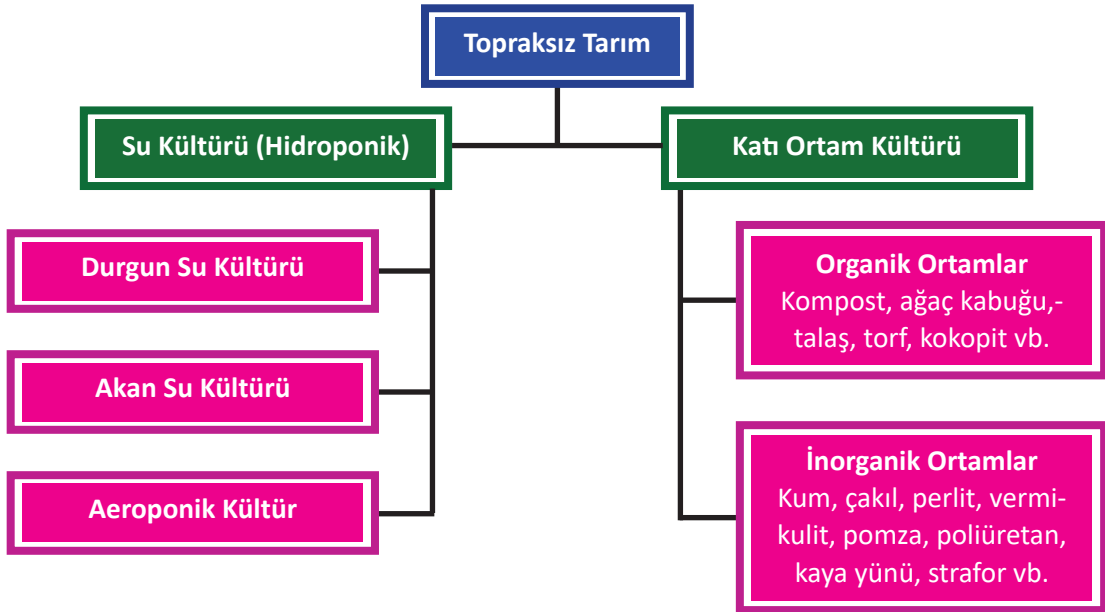 Topraksız Tarım
Su Kültürü (Hidroponik)
Katı Ortam Kültürü
Durgun Su Kültürü
Akan Su Kültürü
Aeroponik Kültür
Organik Ortamlar
Kompost, ağaç kabuğu,-
talaş, torf, kokopit vb.
İnorganik Ortamlar
Kum, çakıl, perlit, vermi-
kulit, pomza, poliüretan,
kaya yünü, strafor vb.